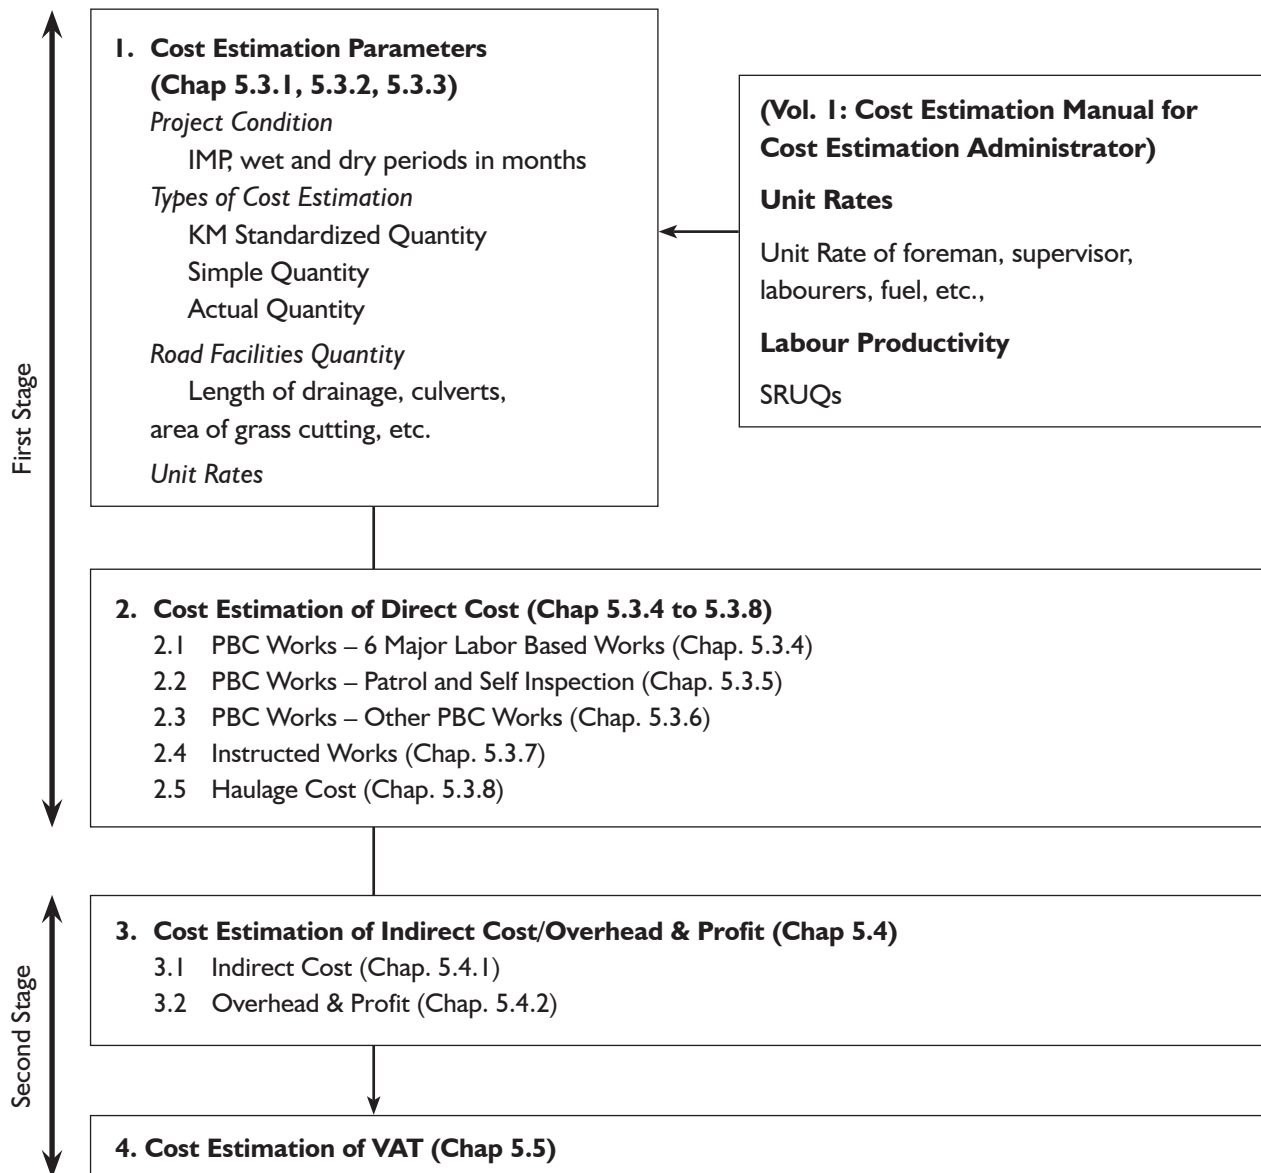 First Stage
1. Cost Estimation Parameters
(Chap 5.3.1, 5.3.2, 5.3.3)
Project Condition
IMP, wet and dry periods in months
Types of Cost Estimation
KM Standardized Quantity
Simple Quantity
Actual Quantity
Road Facilities Quantity
Length of drainage, culverts,
area of grass cutting, etc.
Unit Rates
(Vol. 1: Cost Estimation Manual for
Cost Estimation Administrator)
Unit Rates
Unit Rate of foreman, supervisor,
labourers, fuel, etc.,
Labour Productivity
SRUQs
2. Cost Estimation of Direct Cost (Chap 5.3.4 to 5.3.8)
2.1 PBC Works – 6 Major Labor Based Works (Chap. 5.3.4)
2.2 PBC Works – Patrol and Self Inspection (Chap. 5.3.5)
2.3 PBC Works – Other PBC Works (Chap. 5.3.6)
2.4 Instructed Works (Chap. 5.3.7)
2.5 Haulage Cost (Chap. 5.3.8)
Second Stage
3. Cost Estimation of Indirect Cost/Overhead & Profit (Chap 5.4)
3.1 Indirect Cost (Chap. 5.4.1)
3.2 Overhead & Profit (Chap. 5.4.2)
4. Cost Estimation of VAT (Chap 5.5)